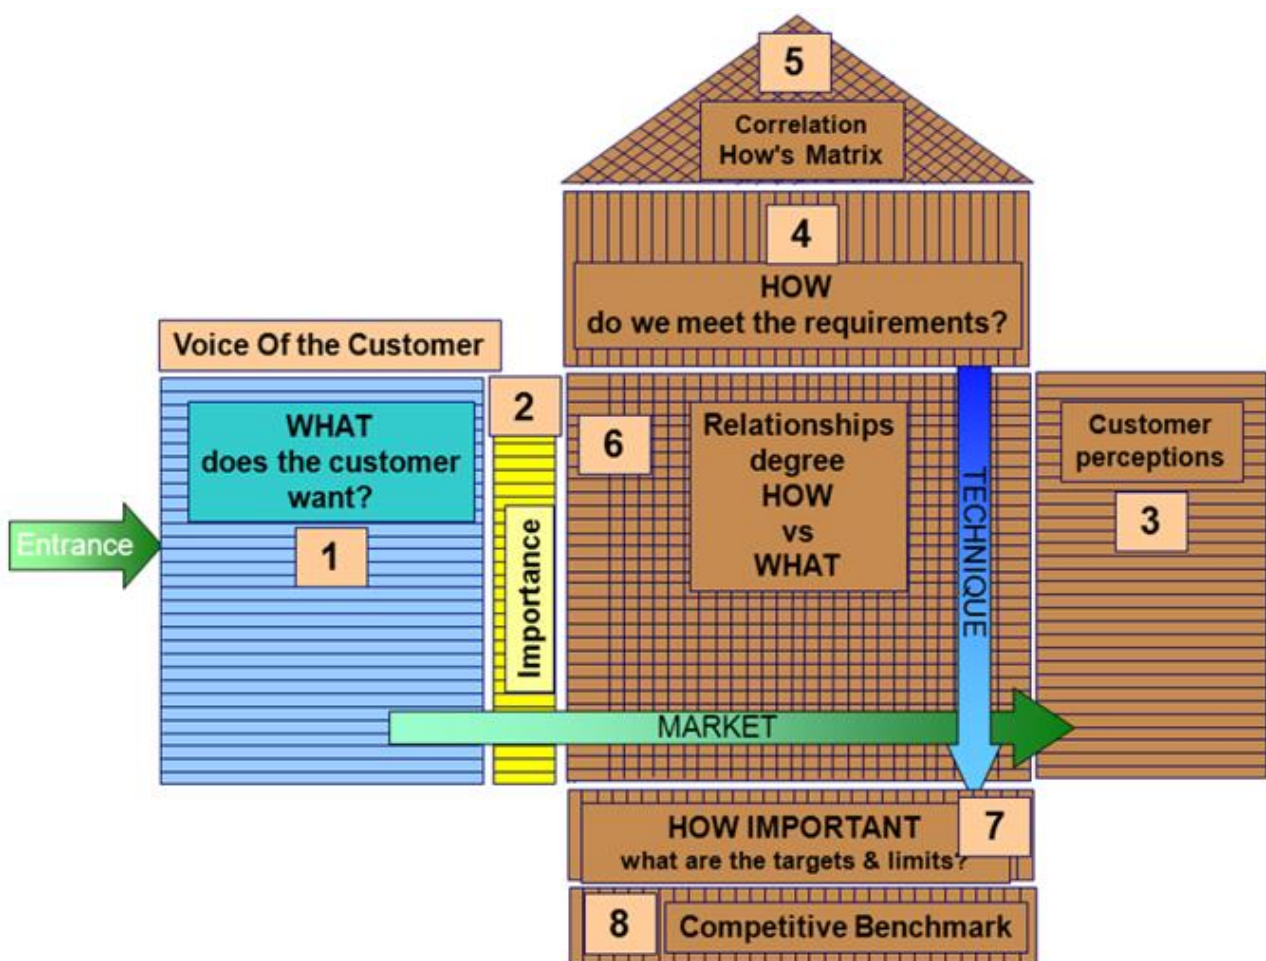 5
Correlation
How's Matrix
4
HOW
do we meet the requirements?
Voice Of the Customer
WHAT
does the customer
want?
1
Entrance
2
Importance
6
Relationships
degree
HOW
vs
WHAT
TECHNIQUE
Customer
perceptions
3
MARKET
HOW IMPORTANT
what are the targets & limits?
7
8
Competitive Benchmark